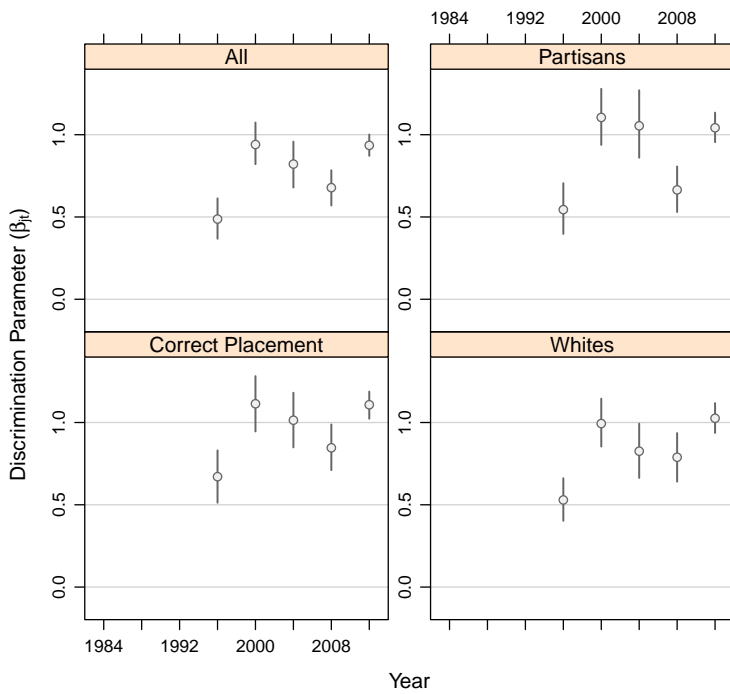 1984 1992 2000 2008
All Partisans
1.0 1.0
0.5 0.5
0.0 0.0
Discrimination Parameter (βjt)
Correct Placement Whites
1.0 1.0
0.5 0.5
0.0 0.0
1984 1992 2000 2008
Year